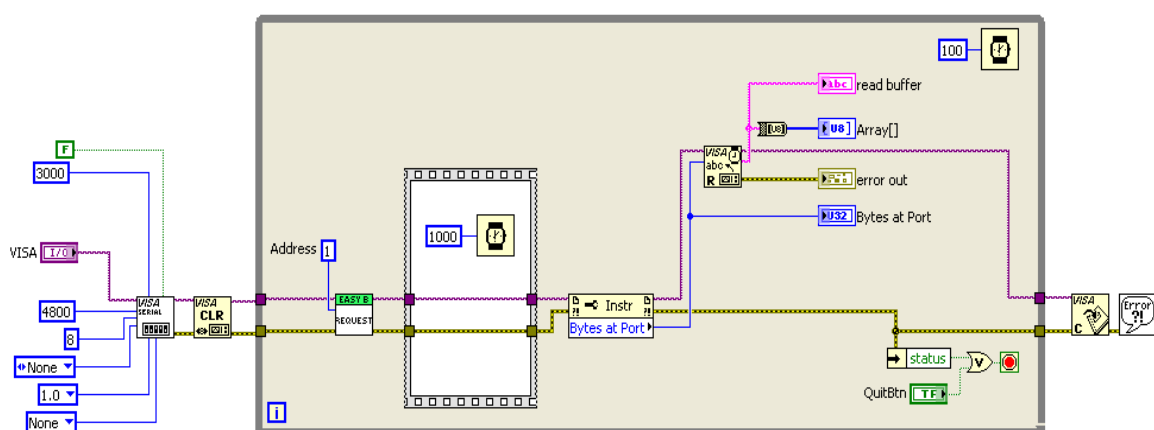 100
abc
read buffer
[U8]
U8]
Array[]
F
VISA
abc
R
3000
error out
1000
U32
Bytes at Port
Address
1
VISA
I/O
EASY B
REQUEST
Instr
Bytes at Port
VISA
SERIAL
VISA
CLR
VISA
C
Error
?!
4800
8
status
V
None
QuitBtn
TF
1.0
None
i